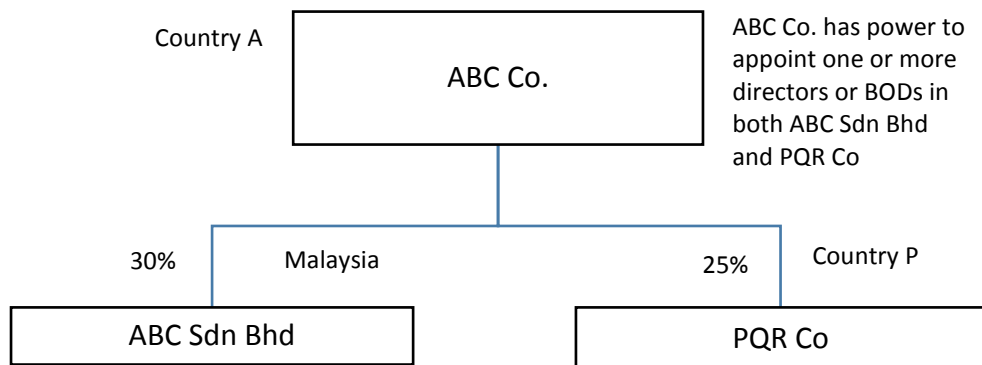 Country A
ABC Co.
ABC Co. has power to
appoint one or more
directors or BODs in
both ABC Sdn Bhd
and PQR Co
30%
Malaysia
25%
Country P
ABC Sdn Bhd
PQR Co